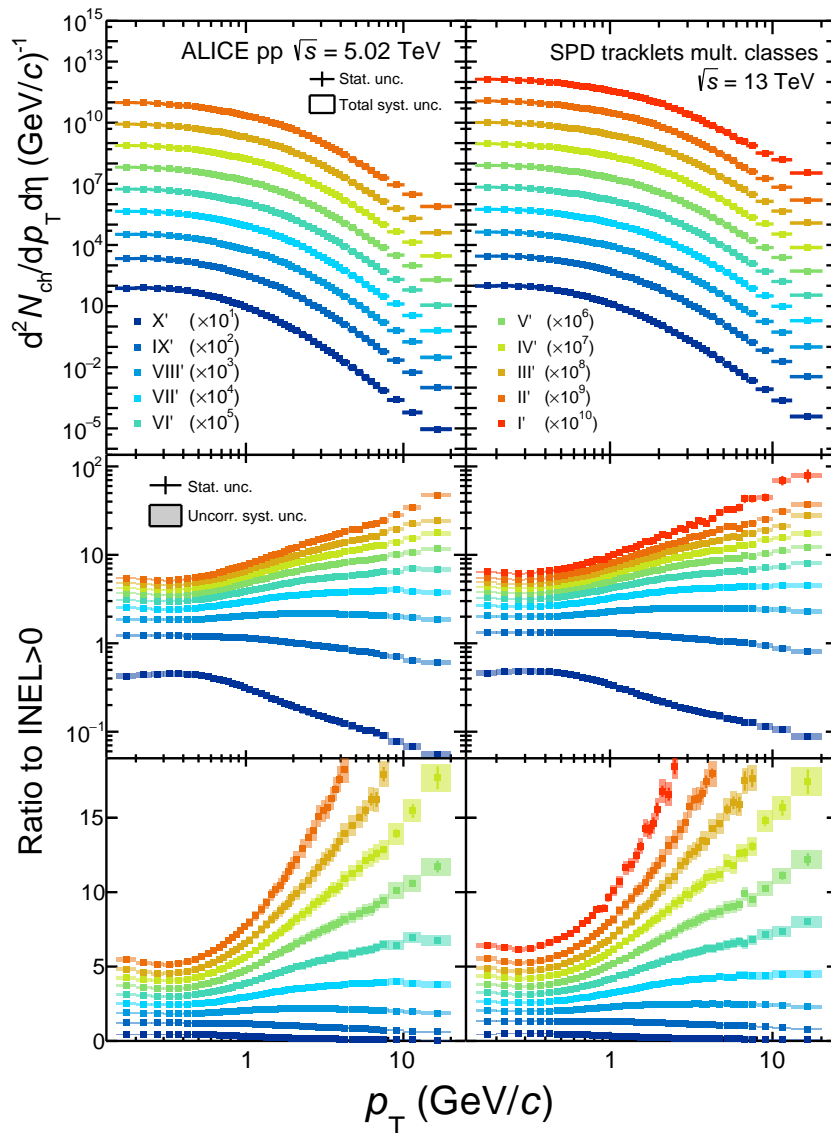 ALICE pp √s = 5.02 TeV
Stat. unc.
Total syst. unc.
SPD tracklets mult. classes
√s = 13 TeV
d²N_ch/dp_T dη (GeV/c)⁻¹
10¹⁵
10¹³
10¹⁰
10⁷
10⁴
10
10⁻²
10⁻⁵
X' (×10¹)
IX' (×10²)
VIII' (×10³)
VII' (×10⁴)
VI' (×10⁵)
V' (×10⁶)
IV' (×10⁷)
III' (×10⁸)
II' (×10⁹)
I' (×10¹⁰)
Stat. unc.
Uncorr. syst. unc.
Ratio to INEL>0
10²
10
1
10⁻¹
15
10
5
0
1 10
1 10
p_T (GeV/c)